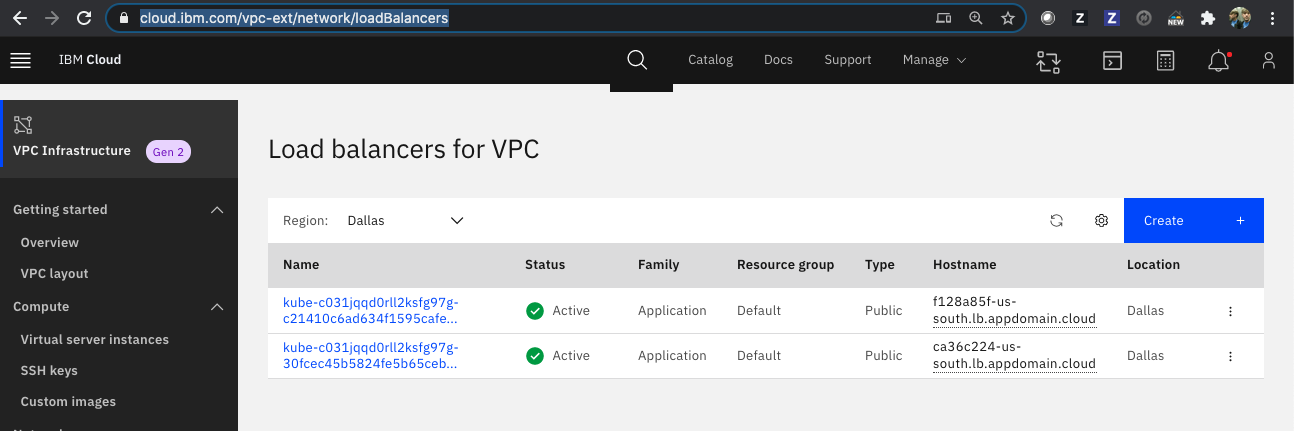 cloud.ibm.com/vpc-ext/network/loadBalancers
Z
Z
NEW
IBM Cloud
Catalog
Docs
Support
Manage
VPC Infrastructure
Gen 2
Getting started
Overview
VPC layout
Compute
Virtual server instances
SSH keys
Custom images
Load balancers for VPC
Region: Dallas
Create +
Name Status Family Resource group Type Hostname Location
kube-c031jqqd0rll2ksfg97g-
c21410c6ad634f1595cafe...
Active
Application
Default
Public
f128a85f-us-
south.lb.appdomain.cloud
Dallas
kube-c031jqqd0rll2ksfg97g-
30fcec45b5824fe5b65ceb...
Active
Application
Default
Public
ca36c224-us-
south.lb.appdomain.cloud
Dallas